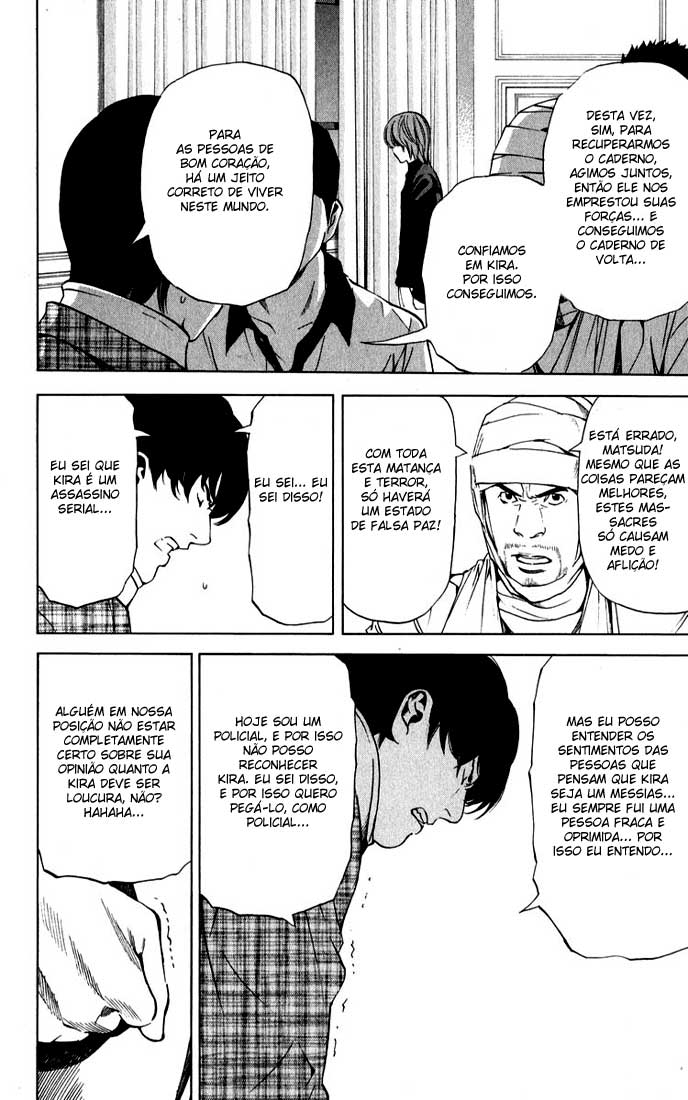 DESTA VEZ,
SIM, PARA
RECUPERARMOS
O CADERNO,
AGIMOS JUNTOS,
ENTÃO ELE NOS
EMPRESTOU SUAS
FORÇAS... E
CONSEGUIMOS
O CADERNO DE
VOLTA...
CONFIAMOS
EM KIRA.
POR ISSO
CONSEGUIMOS.
PARA
AS PESSOAS DE
BOM CORAÇÃO,
HÁ UM JEITO
CORRETO DE VIVER
NESTE MUNDO.
ESTÁ ERRADO,
MATSUDA!
MESMO QUE AS
COISAS PAREÇAM
MELHORES,
ESTES MAS-
SACRES
SÓ CAUSAM
MEDO E
AFLIÇÃO!
COM TODA
ESTA MATANÇA
E TERROR,
SÓ HAVERÁ
UM ESTADO
DE FALSA PAZ!
EU SEI... EU
SEI DISSO!
EU SEI QUE
KIRA É UM
ASSASSINO
SERIAL...
MAS EU POSSO
ENTENDER OS
SENTIMENTOS DAS
PESSOAS QUE
PENSAM QUE KIRA
SEJA UM MESSIAS...
EU SEMPRE FUI UMA
PESSOA FRACA E
OPRIMIDA... POR
ISSO EU ENTENDO...
HOJE SOU UM
POLICIAL, E POR ISSO
NÃO POSSO
RECONHECER
KIRA. EU SEI DISSO,
E POR ISSO QUERO
PEGÁ-LO, COMO
POLICIAL...
ALGUÉM EM NOSSA
POSIÇÃO NÃO ESTAR
COMPLETAMENTE
CERTO SOBRE SUA
OPINIÃO QUANTO A
KIRA DEVE SER
LOUCURA, NÃO?
HAHAHA...